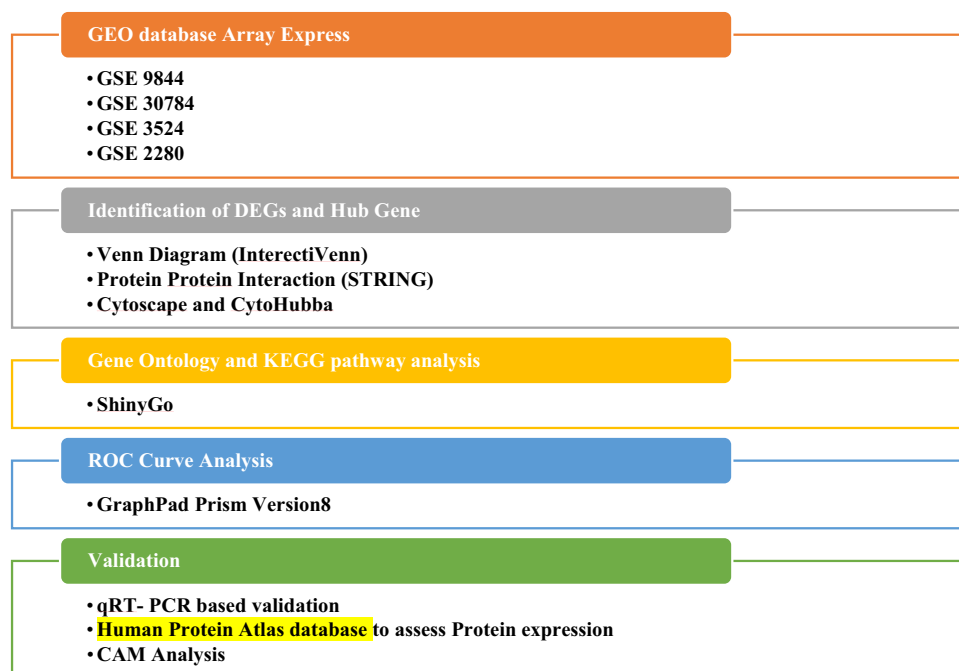 GEO database Array Express
• GSE 9844
• GSE 30784
• GSE 3524
• GSE 2280
Identification of DEGs and Hub Gene
• Venn Diagram (InterectiVenn)
• Protein Protein Interaction (STRING)
• Cytoscape and CytoHubba
Gene Ontology and KEGG pathway analysis
• ShinyGo
ROC Curve Analysis
• GraphPad Prism Version8
Validation
• qRT- PCR based validation
• Human Protein Atlas database to assess Protein expression
• CAM Analysis